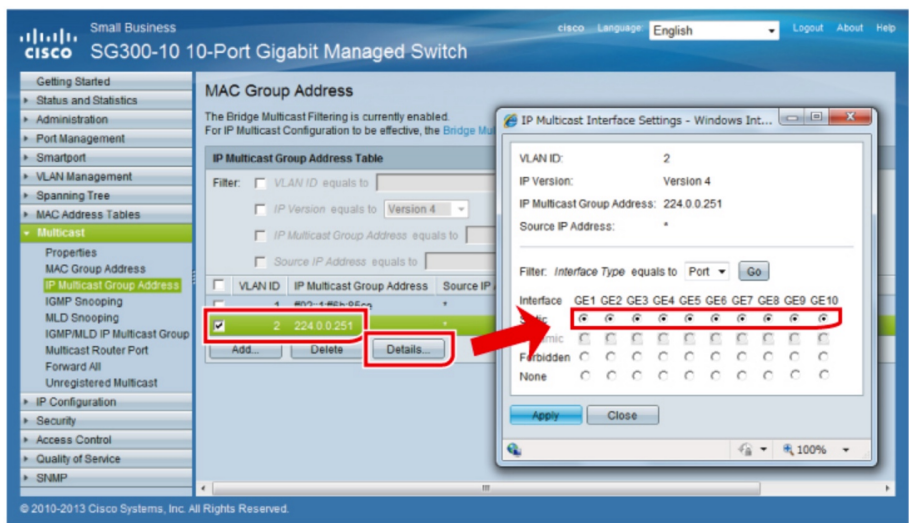 Small Business
cisco Language English Logout About Help
CISCO SG300-10 10-Port Gigabit Managed Switch
Getting Started
Status and Statistics
Administration
Port Management
Smartport
VLAN Management
Spanning Tree
MAC Address Tables
Multicast
Properties
MAC Group Address
IP Multicast Group Address
IGMP Snooping
MLD Snooping
IGMP/MLD IP Multicast Group
Multicast Router Port
Forward All
Unregistered Multicast
IP Configuration
Security
Access Control
Quality of Service
SNMP
MAC Group Address
The Bridge Multicast Filtering is currently enabled.
For IP Multicast Configuration to be effective, the Bridge Mul
IP Multicast Group Address Table
Filter: VLAN ID equals to
IP Version equals to Version 4
IP Multicast Group Address equals to
Source IP Address equals to
VLAN ID IP Multicast Group Address Source IP
1 *
2 224.0.0.251 *
Add... Delete Details...
IP Multicast Interface Settings - Windows Int...
VLAN ID: 2
IP Version: Version 4
IP Multicast Group Address: 224.0.0.251
Source IP Address: *
Filter: Interface Type equals to Port Go
Interface GE1 GE2 GE3 GE4 GE5 GE6 GE7 GE8 GE9 GE10
Forbidden
None
Apply Close
100%
© 2010-2013 Cisco Systems, Inc. All Rights Reserved.